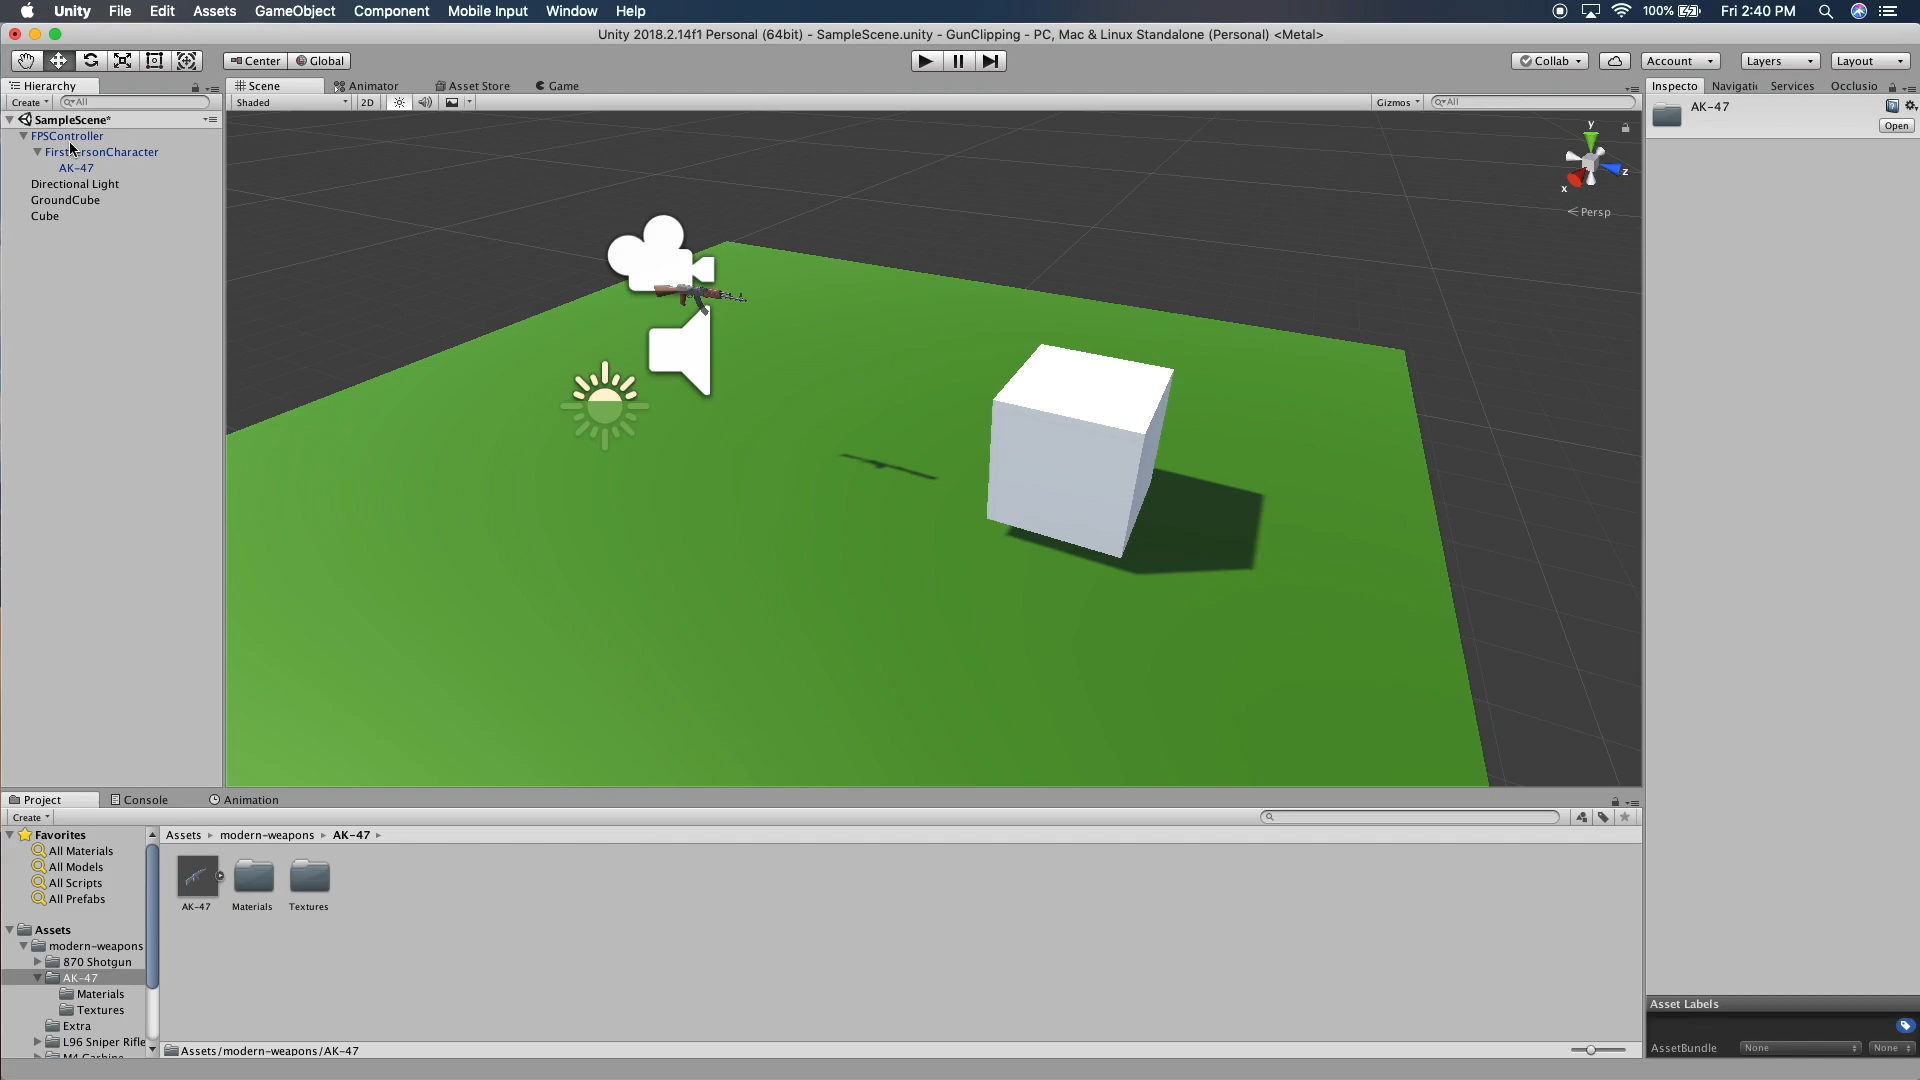 Unity File Edit Assets GameObject Component Mobile Input Window Help 100% Fri 2:40 PM
Unity 2018.2.14f1 Personal (64bit) - SampleScene.unity - GunClipping - PC, Mac & Linux Standalone (Personal) <Metal>
Center Global Collab Account Layers Layout
Hierarchy Scene Animator Asset Store Game Inspecto Navigati Services Occlusio
Create All Shaded 2D Gizmos All AK-47
Open
SampleScene*
FPSController
FirstPersonCharacter
AK-47
Directional Light
GroundCube
Cube
y
z
x
Persp
Project Console Animation
Create
Favorites
All Materials
All Models
All Scripts
All Prefabs
Assets
modern-weapons
870 Shotgun
AK-47
Materials
Textures
Extra
L96 Sniper Rifle
M4 Carbine
Assets modern-weapons AK-47
AK-47 Materials Textures
Assets/modern-weapons/AK-47
Asset Labels
AssetBundle None None